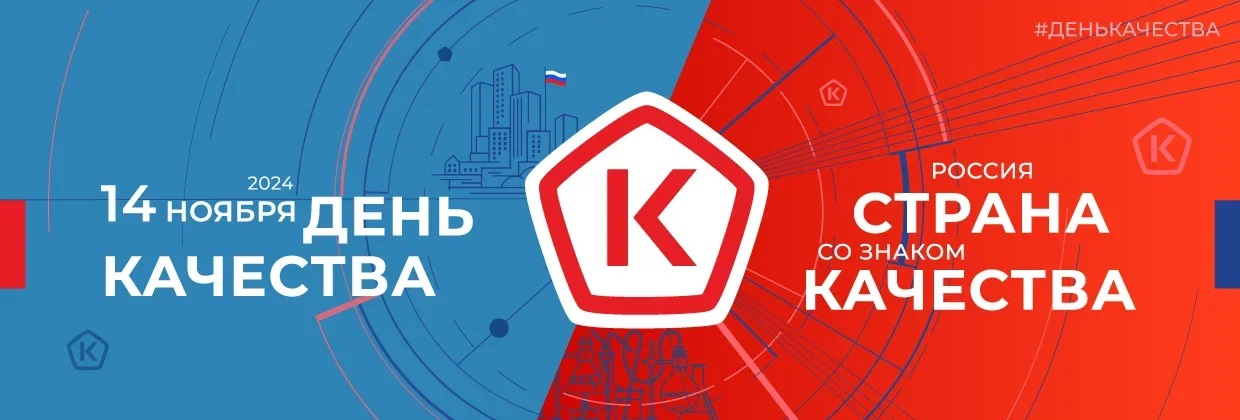 #ДЕНЬКАЧЕСТВА
2024
14 НОЯБРЯ ДЕНЬ
КАЧЕСТВА
К
РОССИЯ
СТРАНА
СО ЗНАКОМ
КАЧЕСТВА
К
К
К